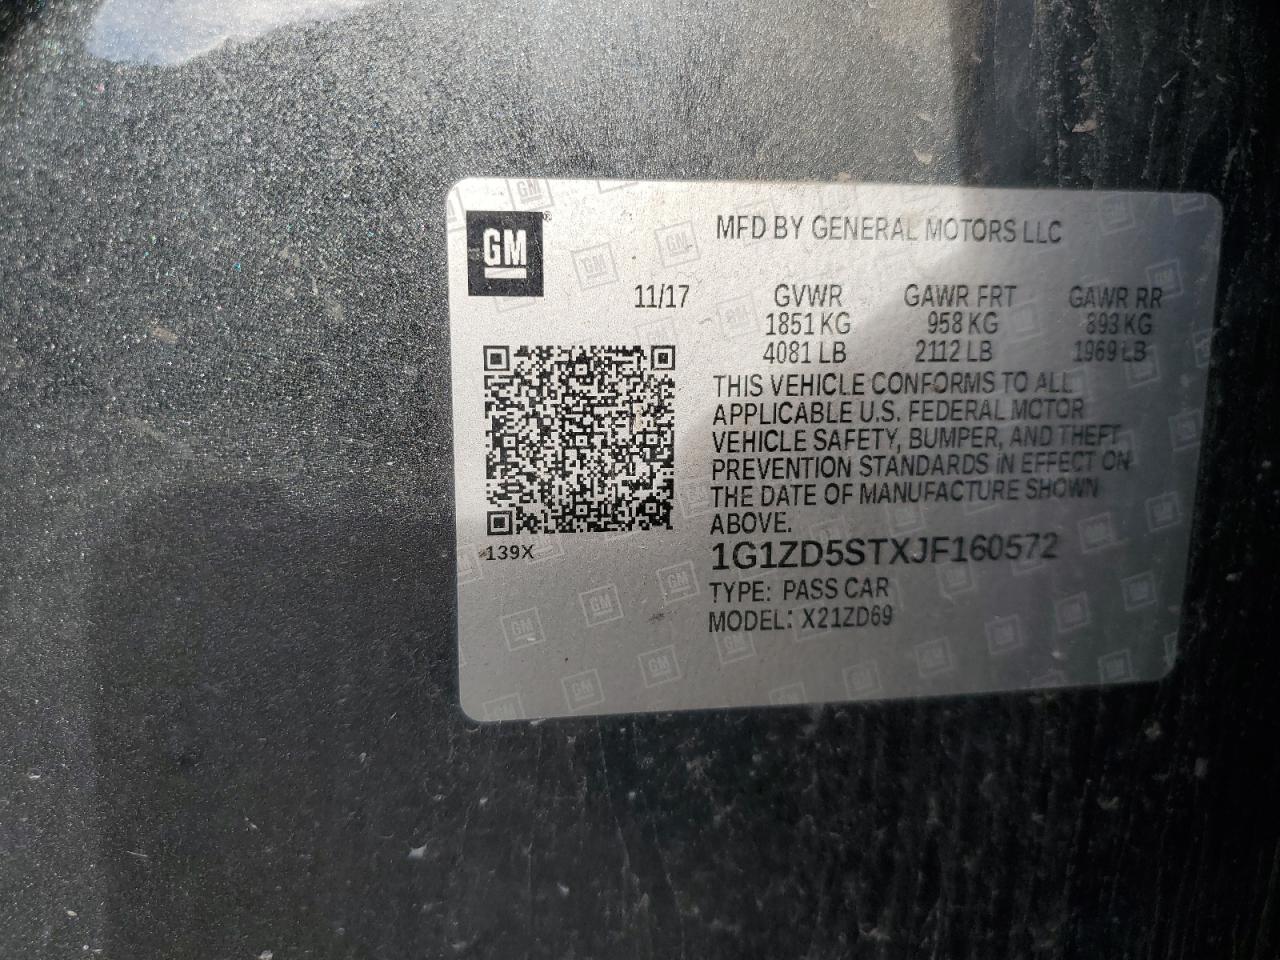 GM
MFD BY GENERAL MOTORS LLC
11/17 GVWR GAWR FRT GAWR RR
1851 KG 958 KG 893 KG
4081 LB 2112 LB 1969 LB
THIS VEHICLE CONFORMS TO ALL
APPLICABLE U.S. FEDERAL MOTOR
VEHICLE SAFETY, BUMPER, AND THEFT
PREVENTION STANDARDS IN EFFECT ON
THE DATE OF MANUFACTURE SHOWN
ABOVE.
139X
1G1ZD5STXJF160572
TYPE: PASS CAR
MODEL: X21ZD69